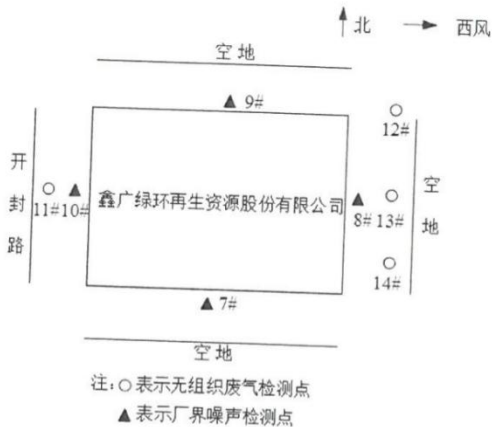 北 西风
空地
9#
12#
开封路
11# 10#
鑫广绿环再生资源股份有限公司
8# 13#
空地
14#
7#
空地
注:○表示无组织废气检测点
▲表示厂界噪声检测点